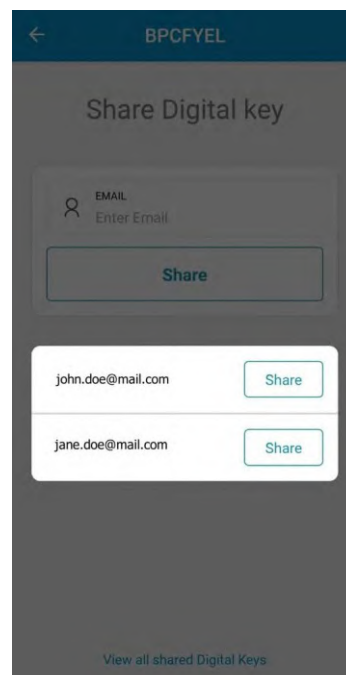 BPCFYEL
Share Digital key
EMAIL
Enter Email
Share
john.doe@mail.com
Share
jane.doe@mail.com
Share
View all shared Digital Keys